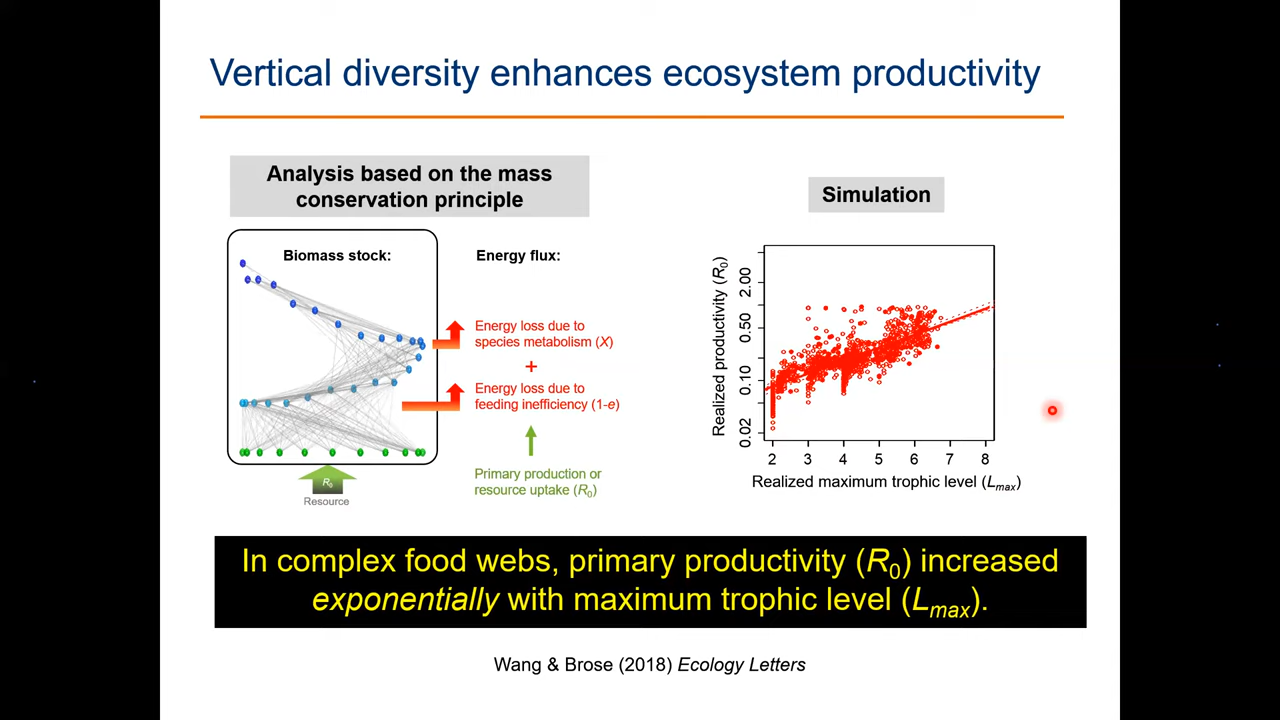 Vertical diversity enhances ecosystem productivity
Analysis based on the mass
conservation principle
Biomass stock:
Energy flux:
Energy loss due to
species metabolism (X)
+
Energy loss due to
feeding inefficiency (1-e)
Primary production or
resource uptake (R0)
R0
Resource
Simulation
Realized productivity (R0)
2.00
0.50
0.10
0.02
2 3 4 5 6 7 8
Realized maximum trophic level (Lmax)
In complex food webs, primary productivity (R0) increased
exponentially with maximum trophic level (Lmax).
Wang & Brose (2018) Ecology Letters